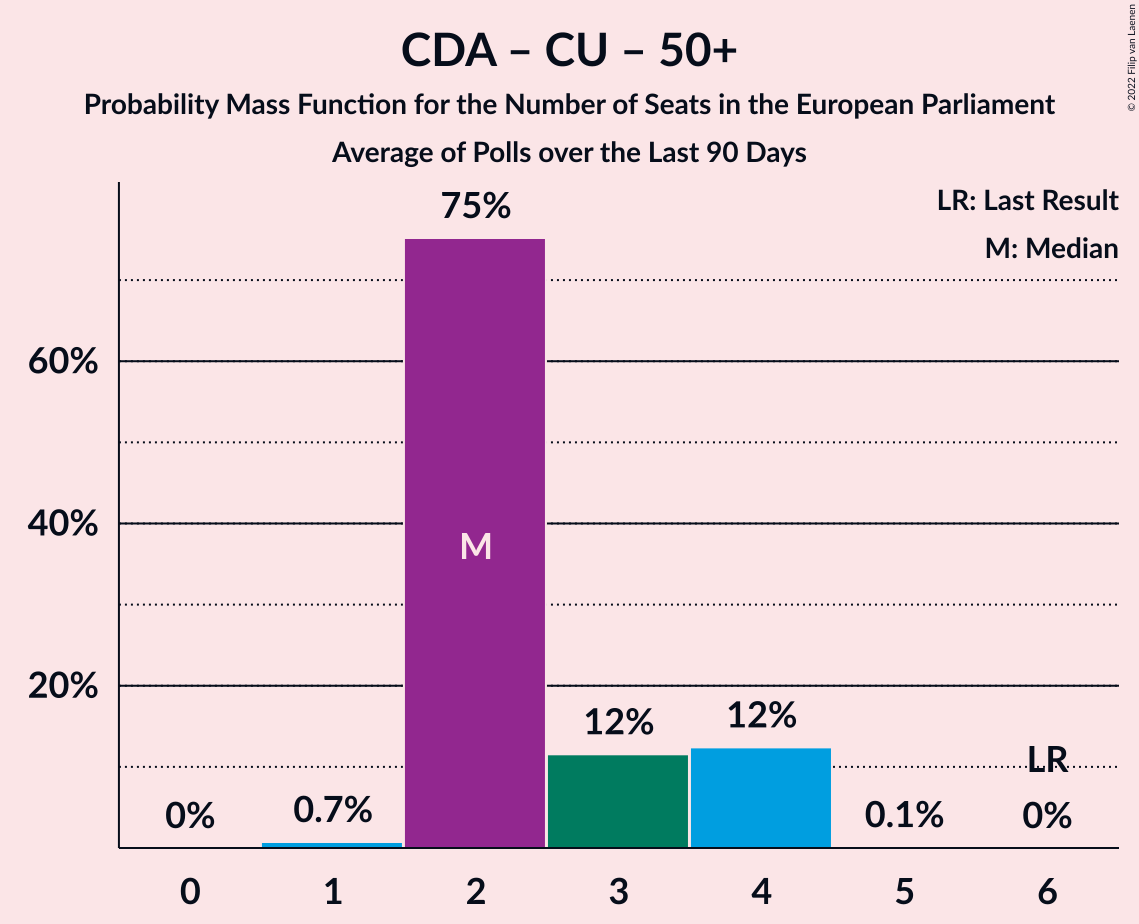 CDA – CU – 50+
Probability Mass Function for the Number of Seats in the European Parliament
Average of Polls over the Last 90 Days
© 2022 Filip van Laenen
LR: Last Result
M: Median
75%
60%
40%
M
20%
12%
12%
LR
0%
0.7%
0.1%
0%
0
1
2
3
4
5
6